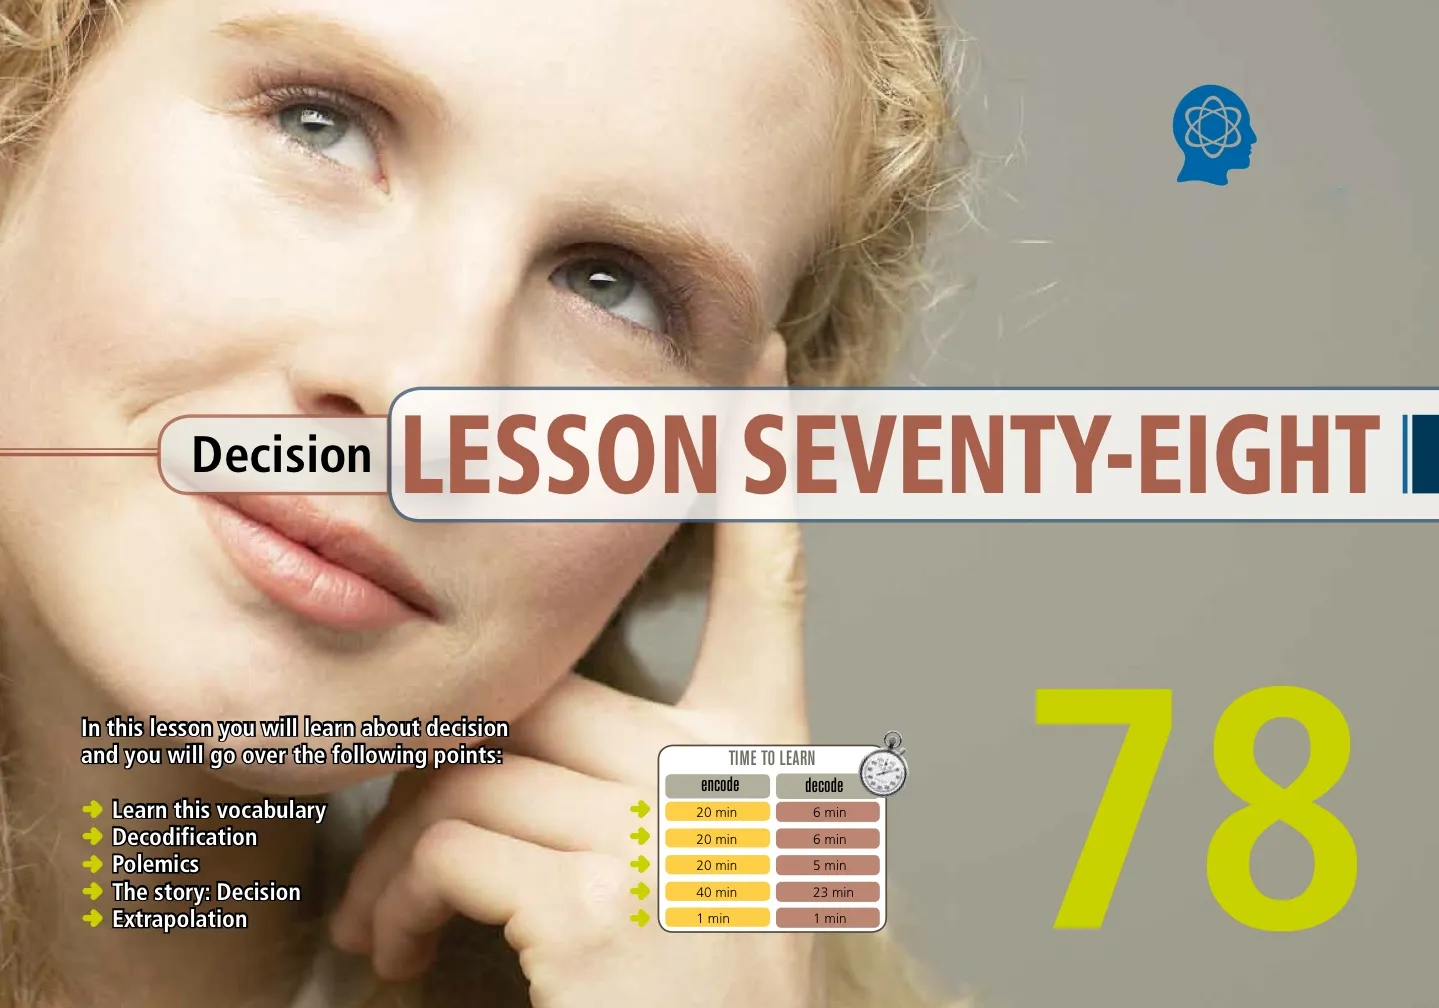 Decision LESSON SEVENTY-EIGHT
In this lesson you will learn about decision
and you will go over the following points:
Learn this vocabulary
Decodification
Polemics
The story: Decision
Extrapolation
TIME TO LEARN
encode decode
20 min 6 min
20 min 6 min
20 min 5 min
40 min 23 min
1 min 1 min
78